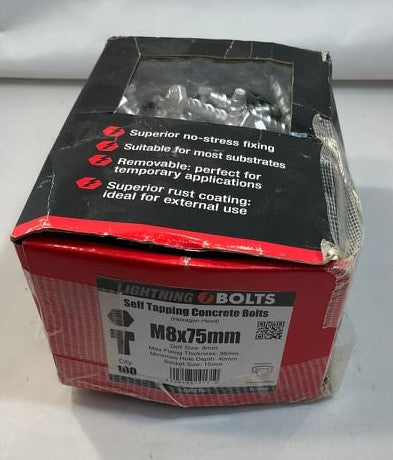 Superior no-stress fixing
Suitable for most substrates
Removable: perfect for
temporary applications
Superior rust coating:
ideal for external use
LIGHTNING BOLTS
Self Tapping Concrete Bolts
(Hexagon Head)
M8x75mm
Drill Size: 6mm
Max Fixing Thickness: 35mm
Minimum Hole Depth: 40mm
Socket Size: 13mm
Qty
100